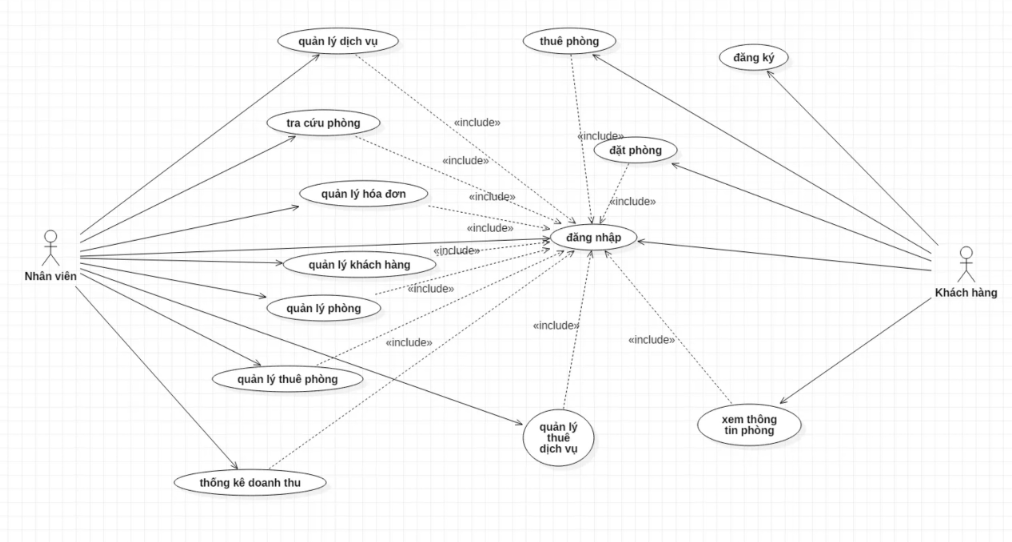 quản lý dịch vụ
thuê phòng
đăng ký
tra cứu phòng
«include»
«include»
đặt phòng
«include»
quản lý hóa đơn
«include»
«include»
«include»
đăng nhập
«include»
quản lý khách hàng
Nhân viên
«include»
Khách hàng
quản lý phòng
«include»
«include»
«include»
quản lý thuê phòng
quản lý
thuê
dịch vụ
xem thông
tin phòng
thống kê doanh thu